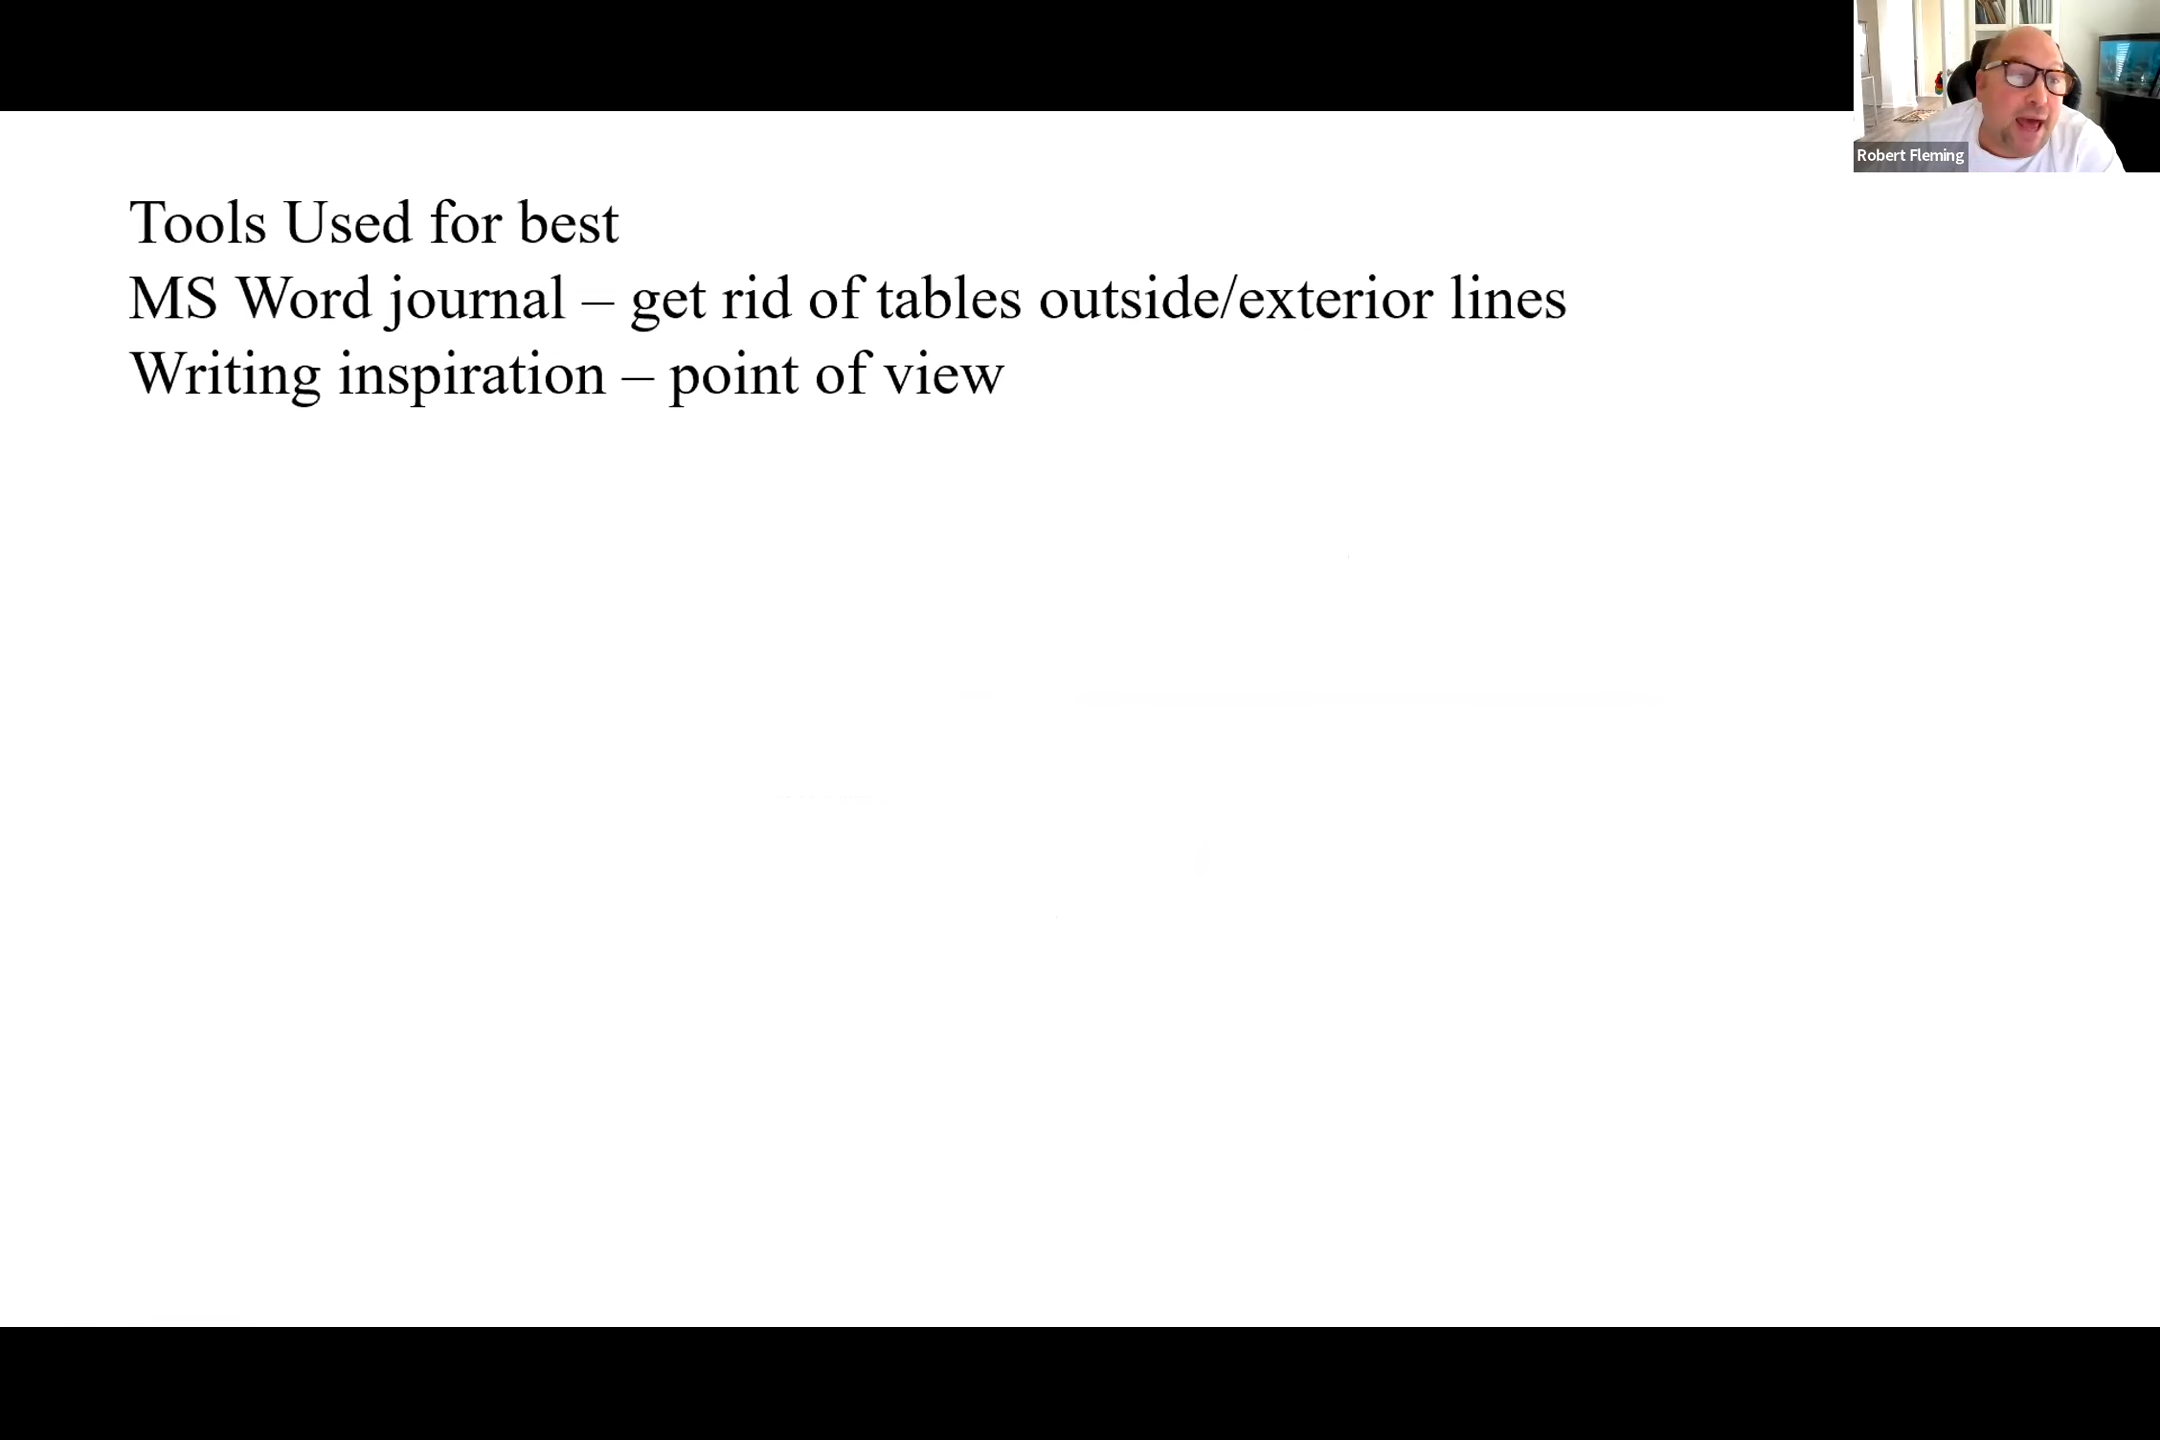 Robert Fleming
Tools Used for best
MS Word journal – get rid of tables outside/exterior lines
Writing inspiration – point of view